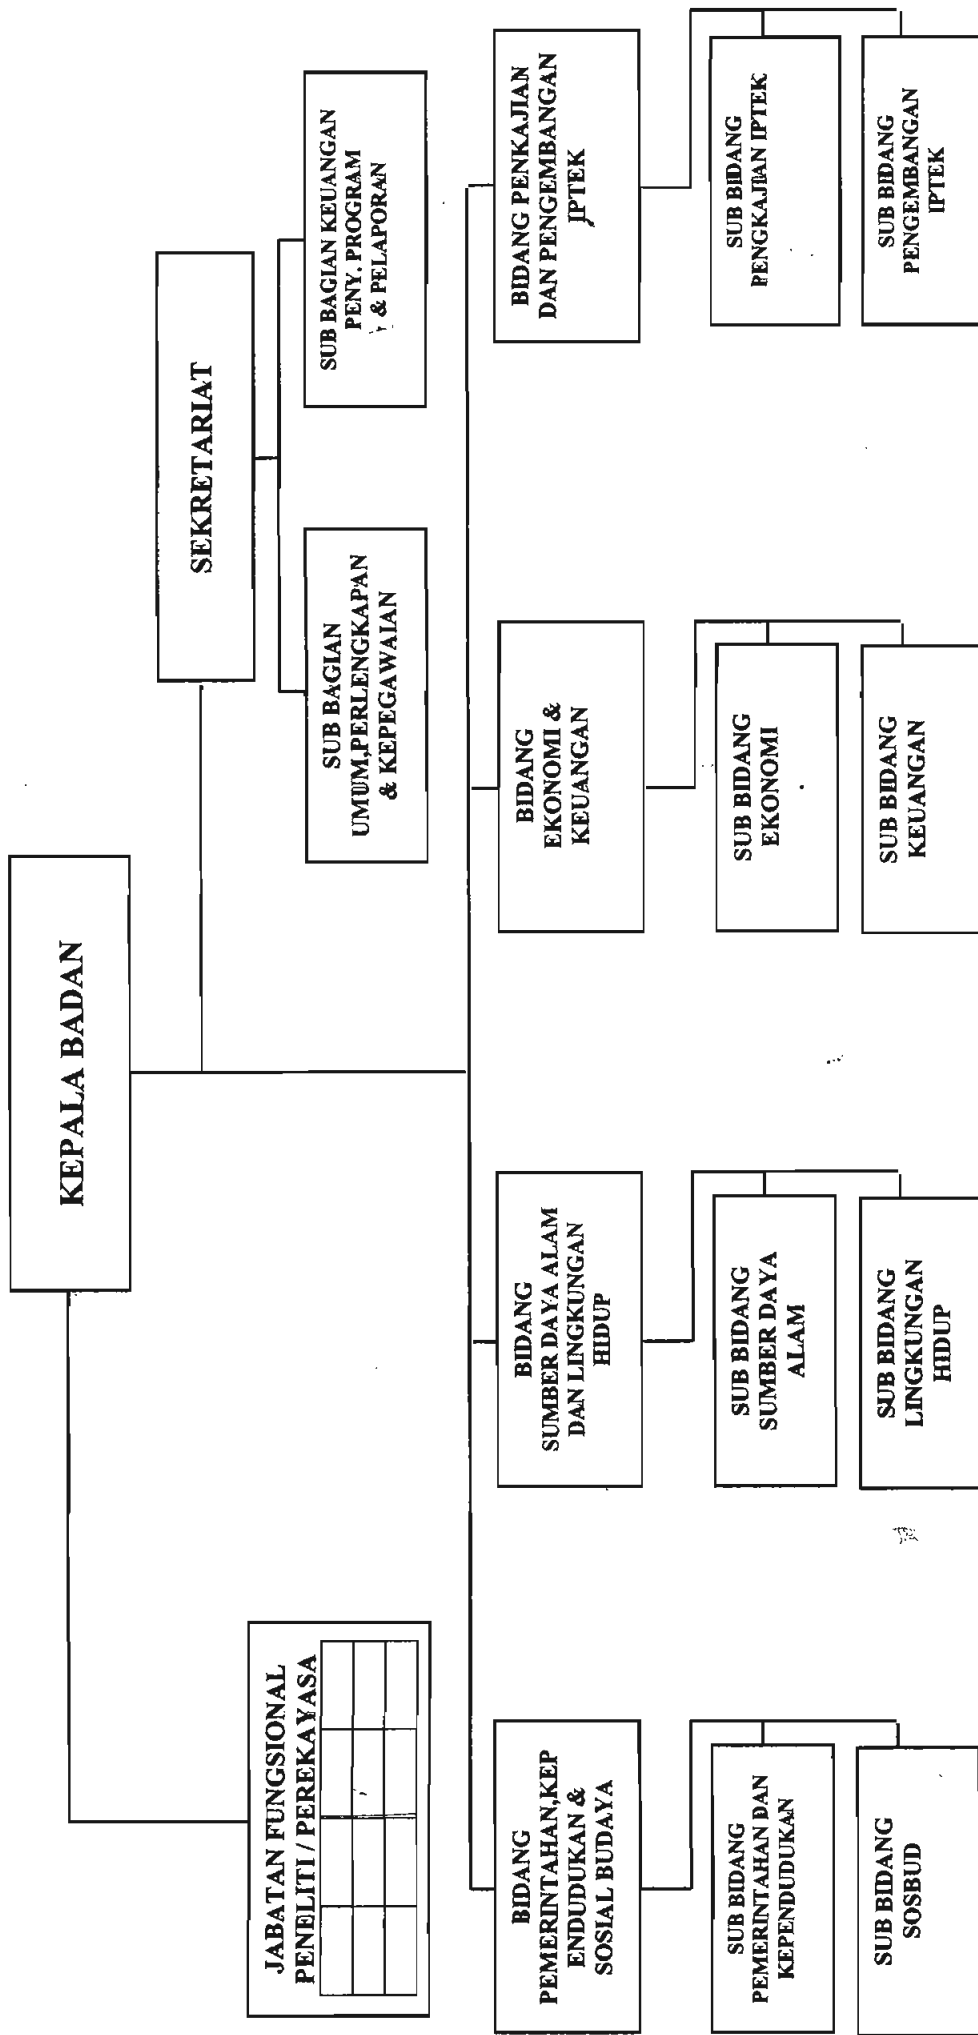 KEPALA BADAN
SEKRETARIAT
JABATAN FUNGSIONAL
PENELITI / PEREKAYASA
SUB BAGIAN
UMUM,PERLENGKAPAN
& KEPEGAWAIAN
SUB BAGIAN KEUANGAN
PENY. PROGRAM
& PELAPORAN
BIDANG
PEMERINTAHAN,KEP
ENDUDUKAN &
SOSIAL BUDAYA
BIDANG
SUMBER DAYA ALAM
DAN LINGKUNGAN
HIDUP
BIDANG
EKONOMI &
KEUANGAN
BIDANG PENKAJIAN
DAN PENGEMBANGAN
IPTEK
SUB BIDANG
PEMERINTAHAN DAN
KEPENDUDUKAN
SUB BIDANG
SUMBER DAYA
ALAM
SUB BIDANG
EKONOMI
SUB BIDANG
PENGKAJIAN IPTEK
SUB BIDANG
SOSBUD
SUB BIDANG
LINGKUNGAN
HIDUP
SUB BIDANG
KEUANGAN
SUB BIDANG
PENGEMBANGAN
IPTEK